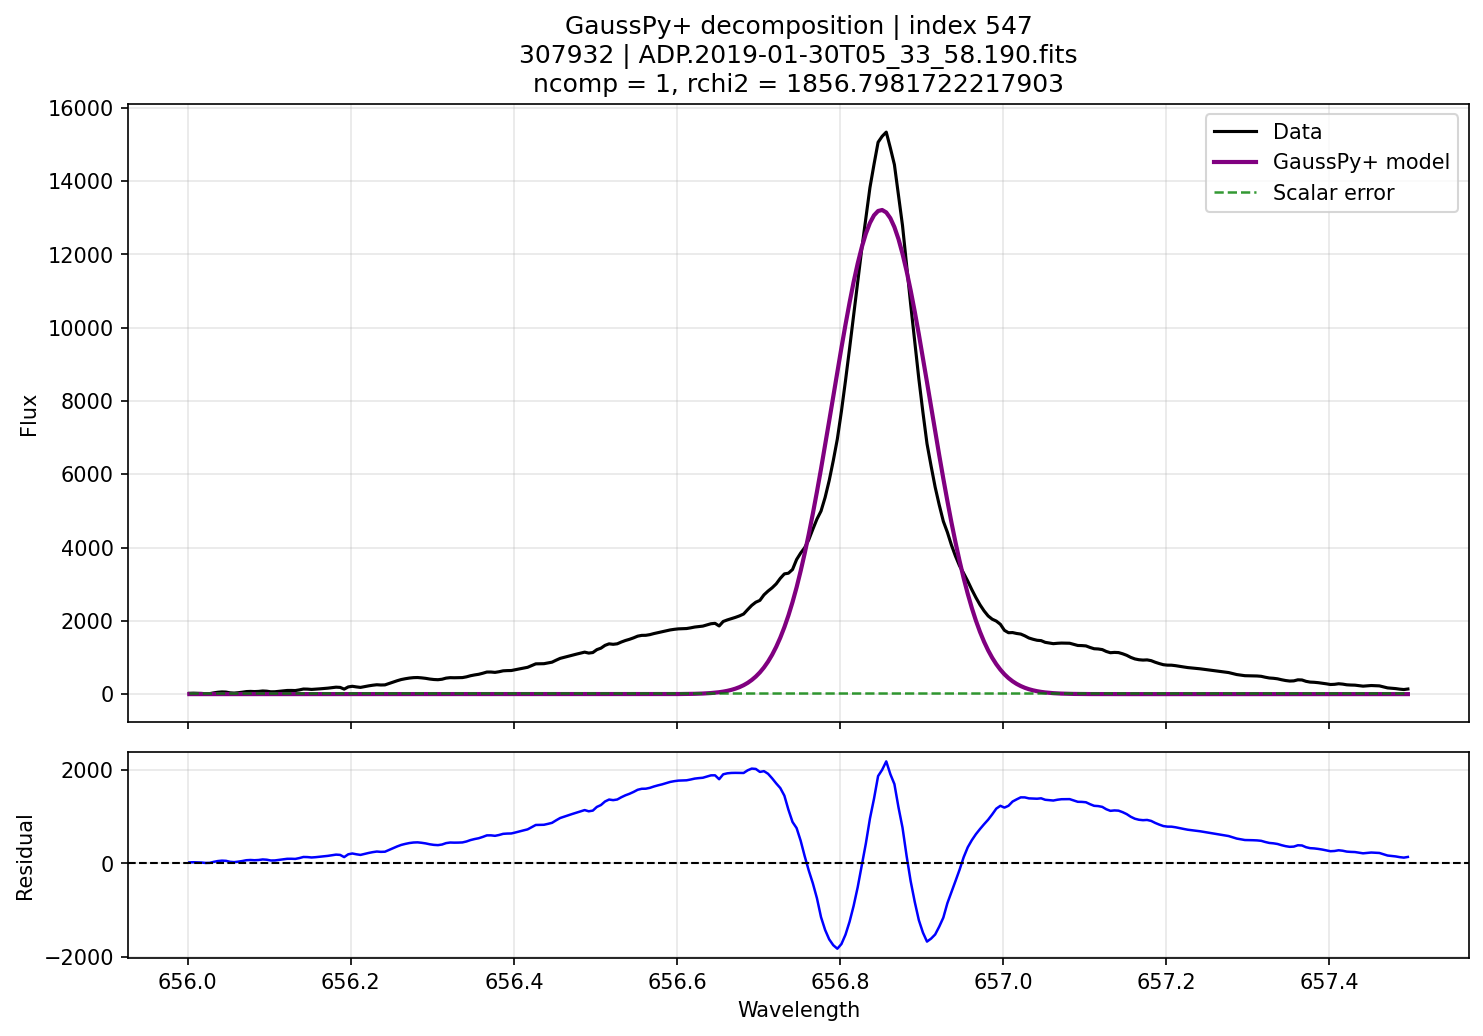 GaussPy+ decomposition | index 547
307932 | ADP.2019-01-30T05_33_58.190.fits
ncomp = 1, rchi2 = 1856.7981722217903
16000
14000
12000
10000
8000
6000
4000
2000
0
Flux
Data
GaussPy+ model
Scalar error
2000
0
−2000
Residual
656.0 656.2 656.4 656.6 656.8 657.0 657.2 657.4
Wavelength